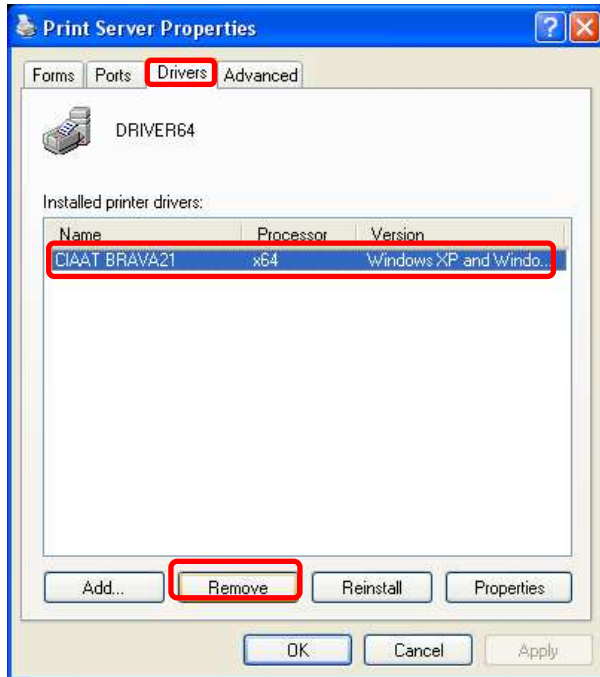 Print Server Properties
Forms Ports Drivers Advanced
DRIVER64
Installed printer drivers:
Name Processor Version
CIAAT BRAVA21 x64 Windows XP and Windo...
Add... Remove Reinstall Properties
OK Cancel Apply